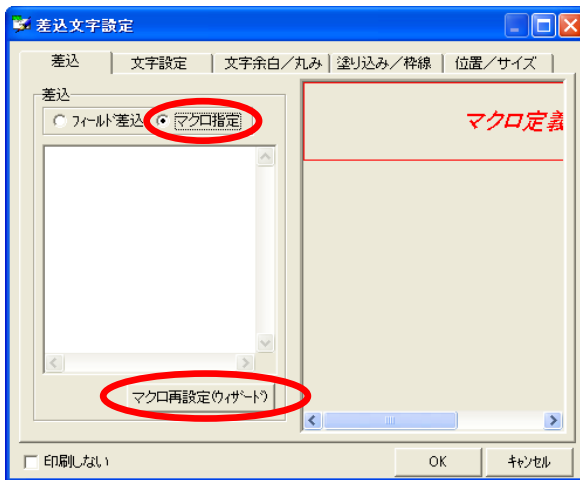 差込文字設定
差込 文字設定 文字余白／丸み 塗り込み／枠線 位置／サイズ
差込
フィールド差込 マクロ指定
マクロ定義
マクロ再設定(ウィザード)
印刷しない OK キャンセル